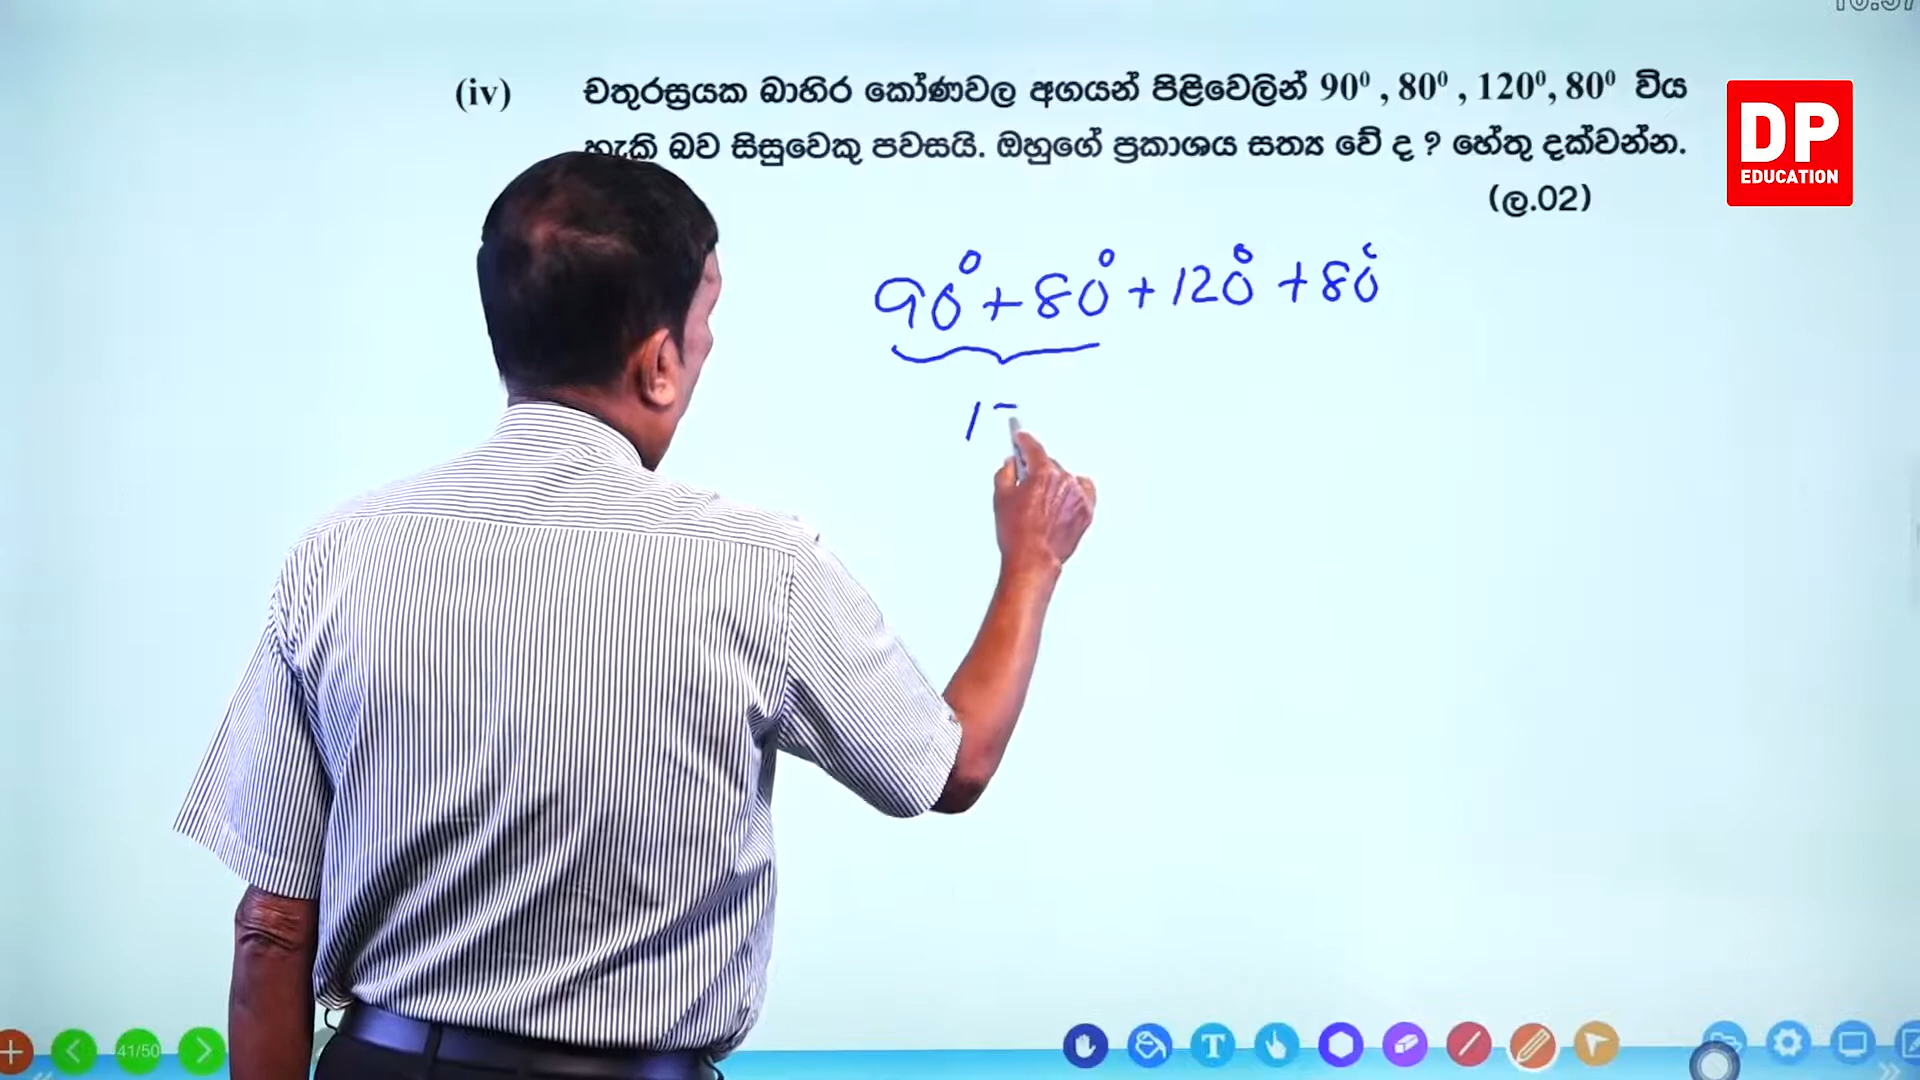 (iv) චතුරස්‍රයක බාහිර කෝණවල අගයන් පිළිවෙලින් 90⁰ , 80⁰ , 120⁰, 80⁰ විය
හැකි බව සිසුවෙකු පවසයි. ඔහුගේ ප්‍රකාශය සත්‍ය වේ ද ? හේතු දක්වන්න.
(ල.02)
DP
EDUCATION
90° + 80° + 120° + 80°
1
41/50
T